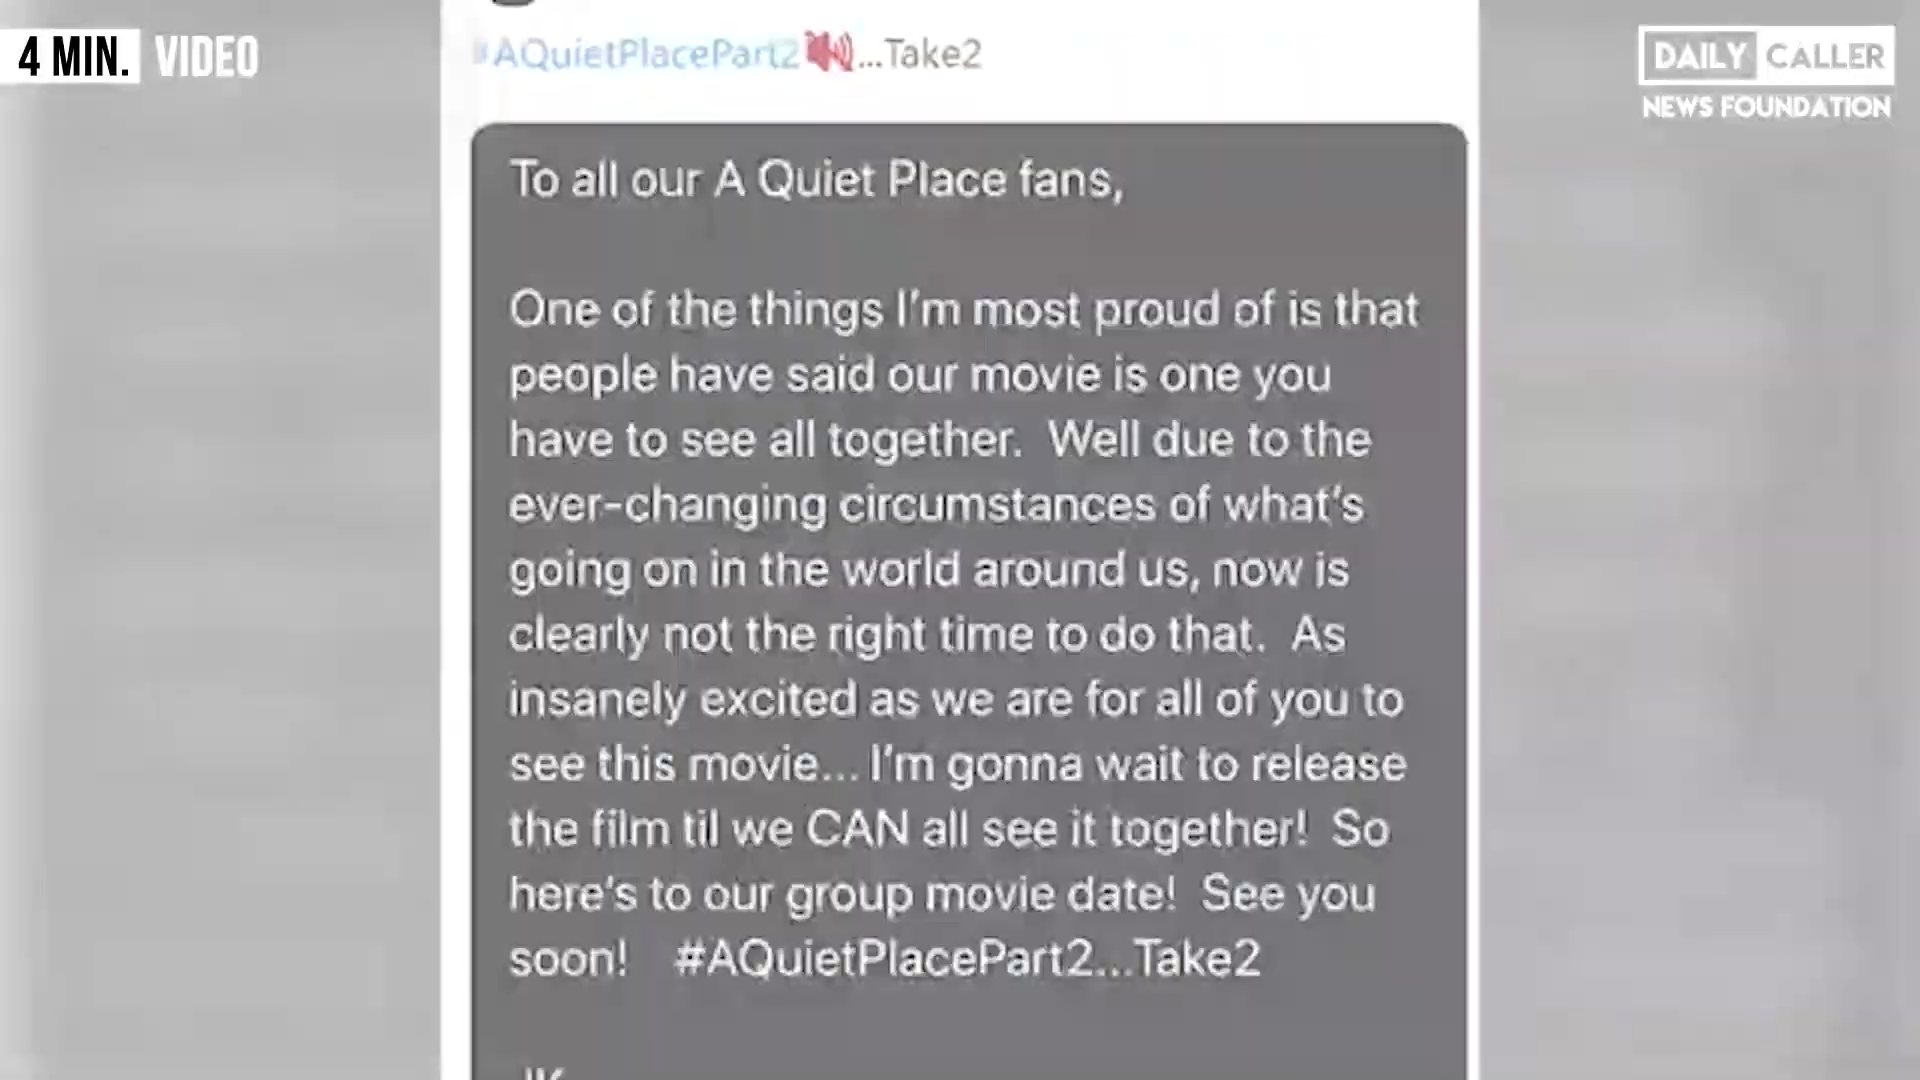 4 MIN. VIDEO
DAILY CALLER
NEWS FOUNDATION
#AQuietPlacePart2 ...Take2
To all our A Quiet Place fans,
One of the things I'm most proud of is that
people have said our movie is one you
have to see all together.  Well due to the
ever-changing circumstances of what's
going on in the world around us, now is
clearly not the right time to do that.  As
insanely excited as we are for all of you to
see this movie... I'm gonna wait to release
the film til we CAN all see it together!  So
here's to our group movie date!  See you
soon!    #AQuietPlacePart2...Take2